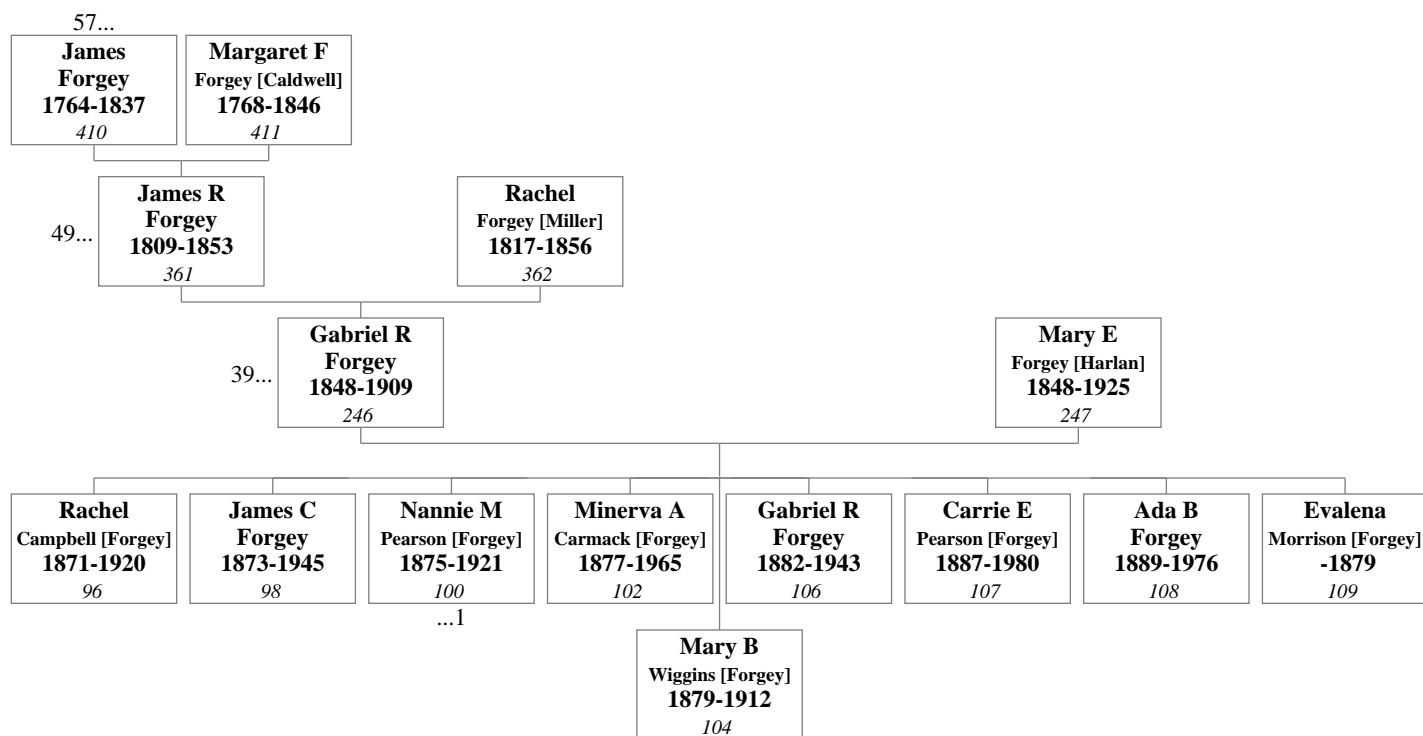 57...
James
Forgey
1764-1837
410
Margaret F
Forgey [Caldwell]
1768-1846
411
49...
James R
Forgey
1809-1853
361
Rachel
Forgey [Miller]
1817-1856
362
39...
Gabriel R
Forgey
1848-1909
246
Mary E
Forgey [Harlan]
1848-1925
247
Rachel
Campbell [Forgey]
1871-1920
96
James C
Forgey
1873-1945
98
Nannie M
Pearson [Forgey]
1875-1921
100
...1
Minerva A
Carmack [Forgey]
1877-1965
102
Gabriel R
Forgey
1882-1943
106
Carrie E
Pearson [Forgey]
1887-1980
107
Ada B
Forgey
1889-1976
108
Evalena
Morrison [Forgey]
-1879
109
Mary B
Wiggins [Forgey]
1879-1912
104